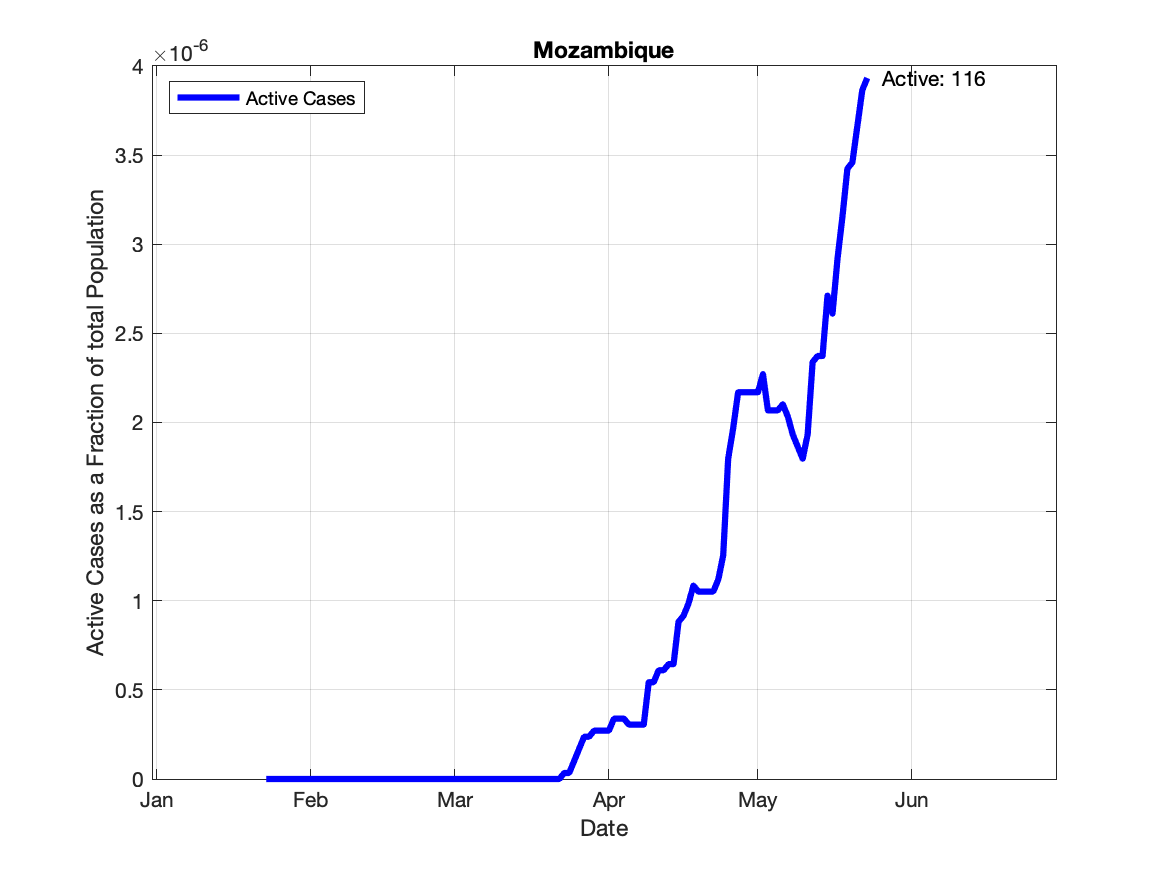 Mozambique
×10-6
Active Cases
Active: 116
4
3.5
3
2.5
2
1.5
1
0.5
0
Active Cases as a Fraction of total Population
Jan Feb Mar Apr May Jun
Date